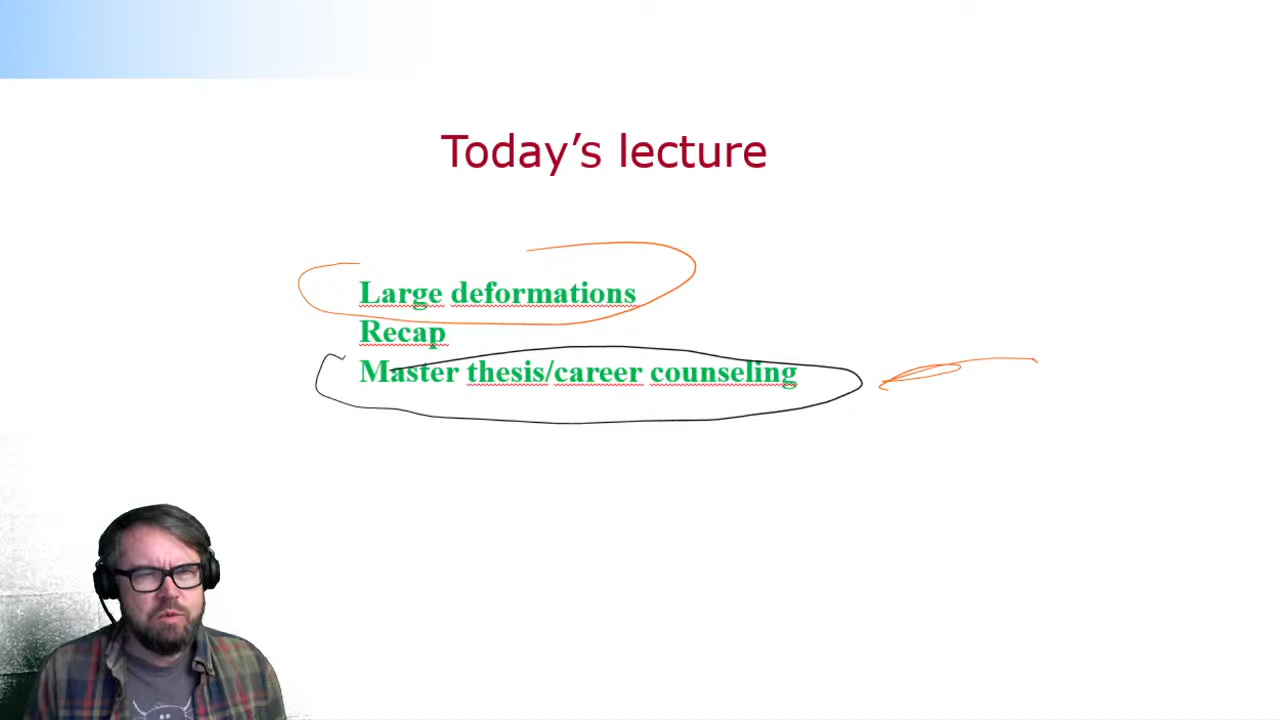 Today’s lecture
Large deformations
Recap
Master thesis/career counseling